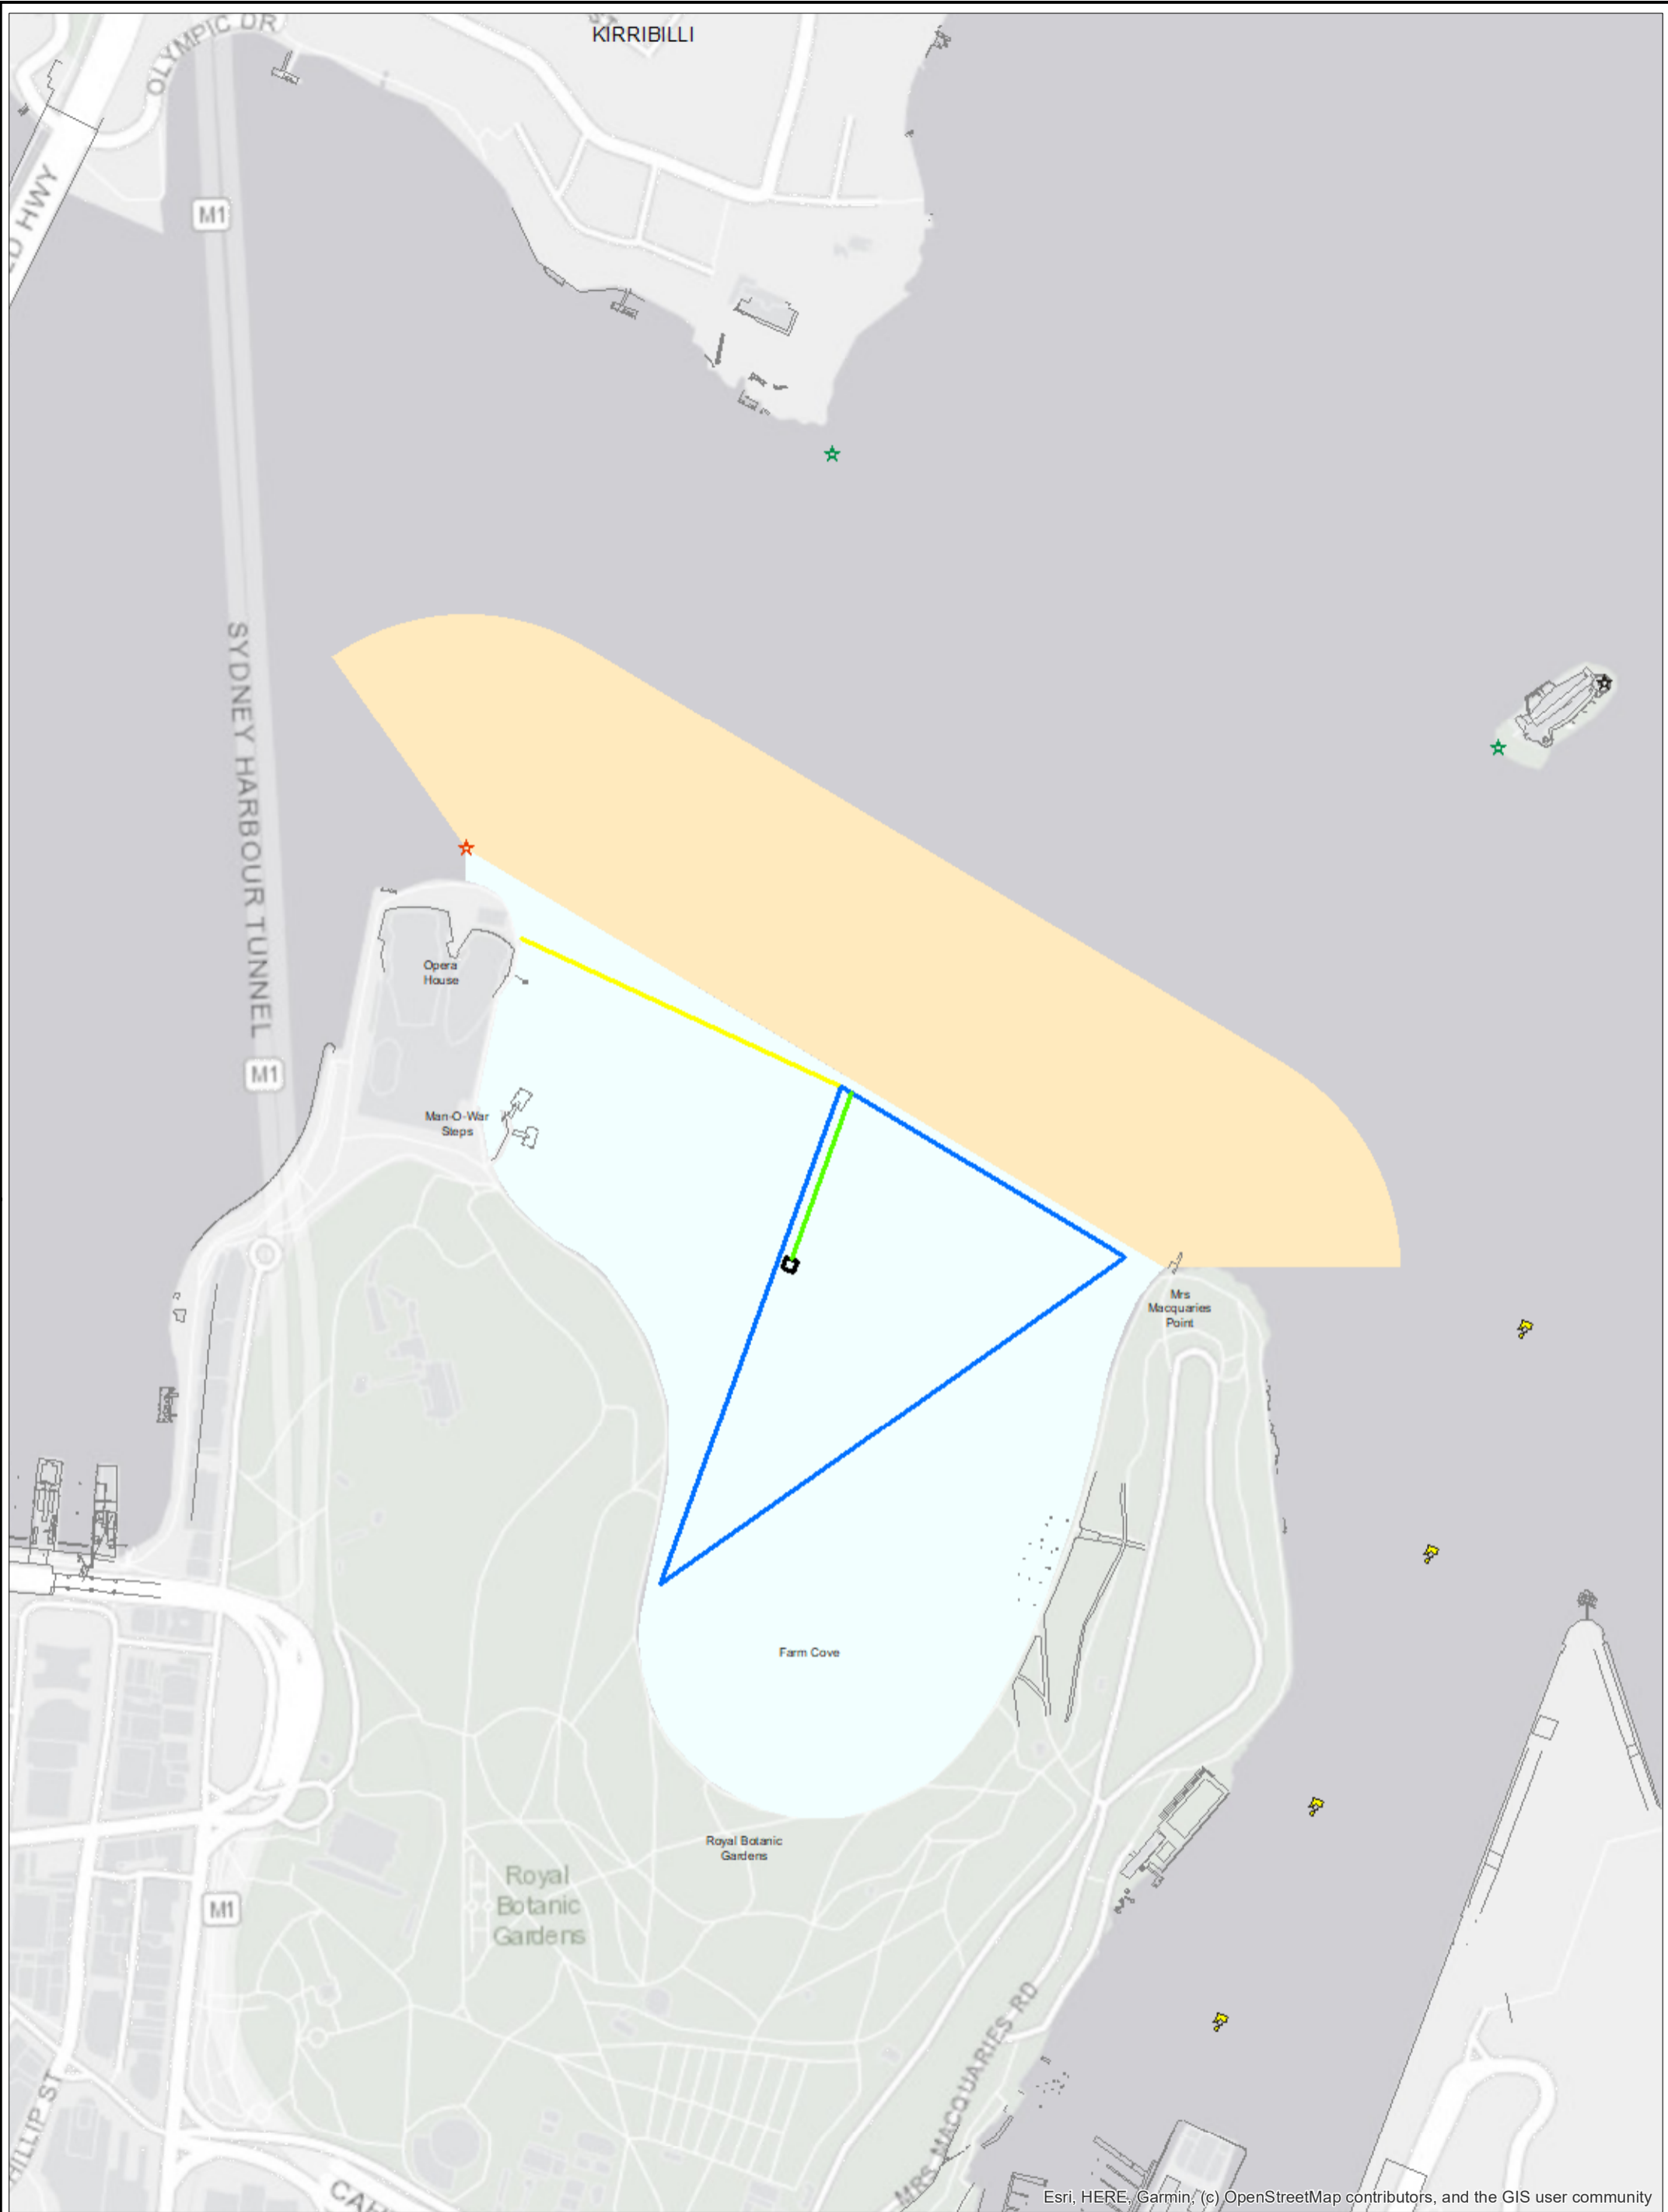 KIRRIBILLI
OLYMPIC DR
HWY
M1
SYDNEY HARBOUR TUNNEL
Opera
House
M1
Man-O-War
Steps
Mrs
Macquaries
Point
Farm Cove
Royal Botanic
Gardens
Royal
Botanic
Gardens
M1
MRS MACQUARIES RD
Esri, HERE, Garmin, (c) OpenStreetMap contributors, and the GIS user community